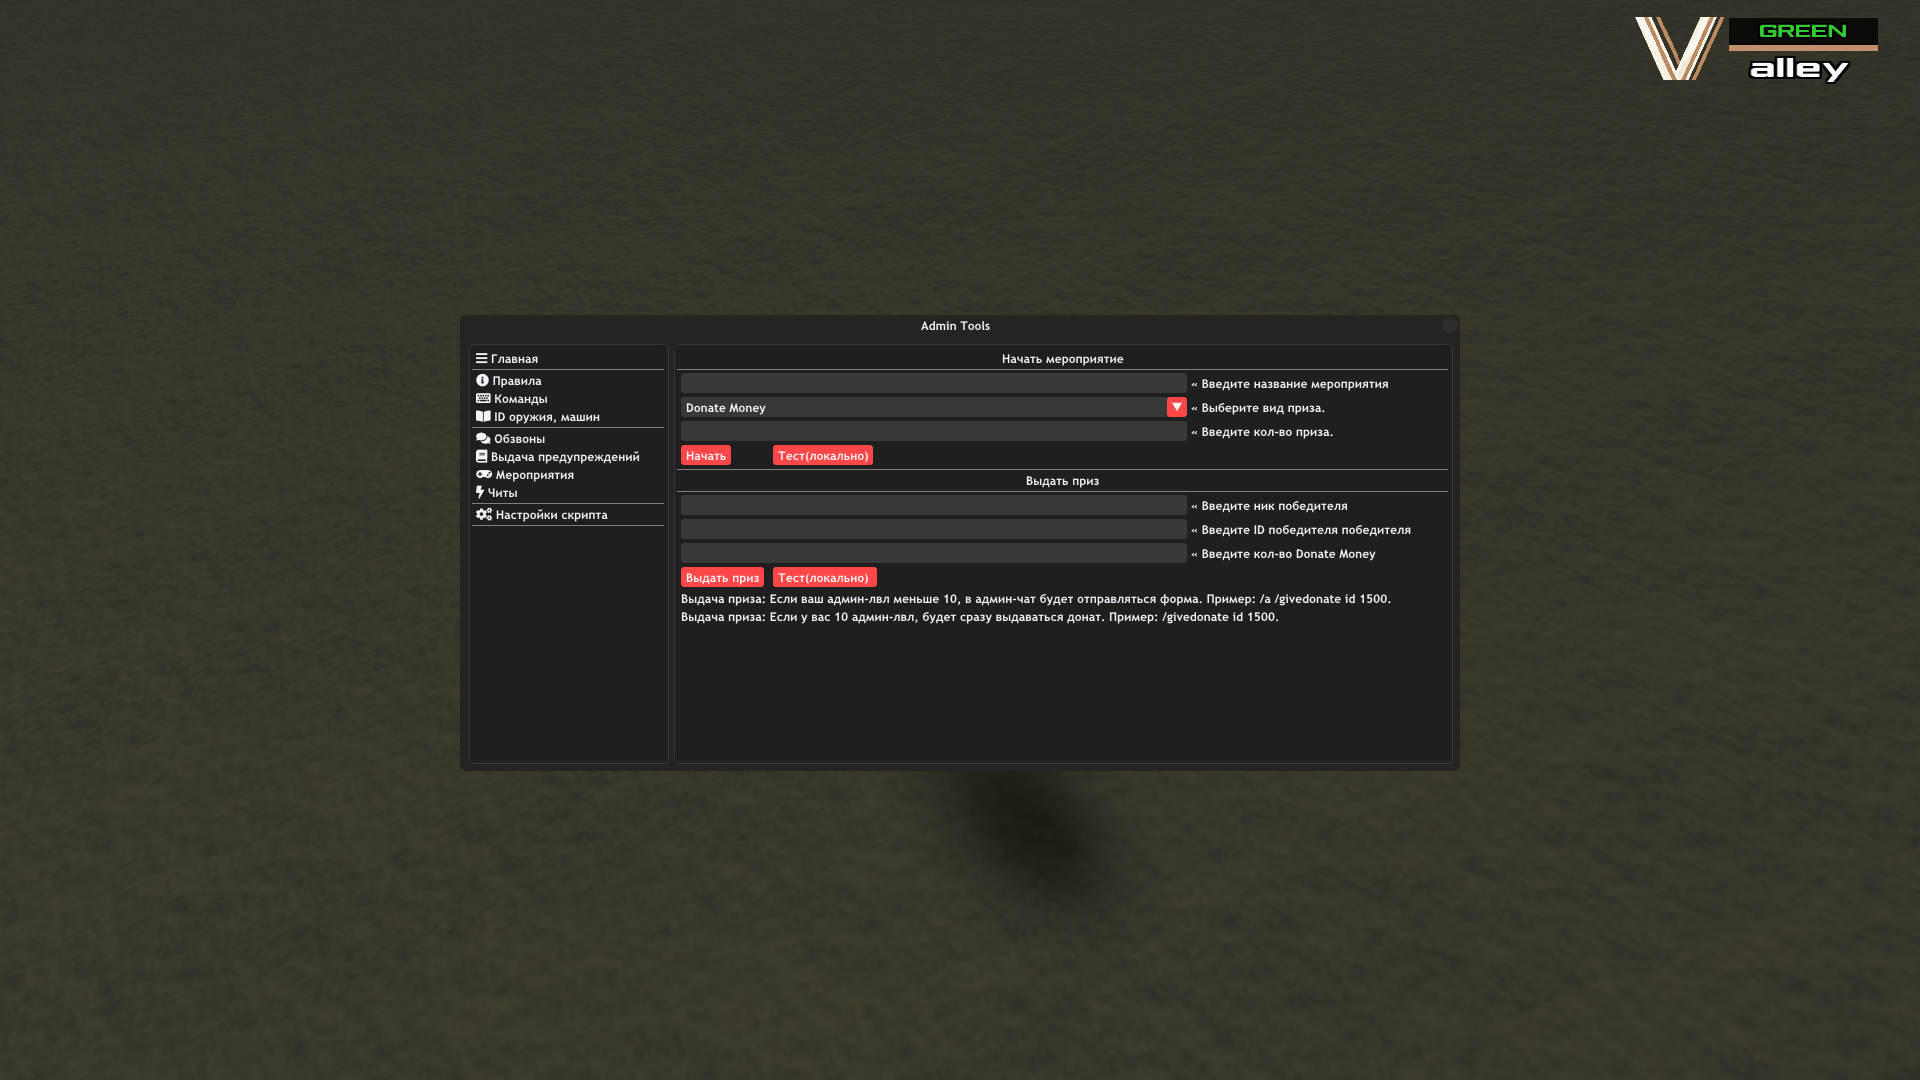 GREEN
alley
Admin Tools
Главная
Правила
Команды
ID оружия, машин
Обзвоны
Выдача предупреждений
Мероприятия
Читы
Настройки скрипта
Начать мероприятие
« Введите название мероприятия
Donate Money « Выберите вид приза.
« Введите кол-во приза.
Начать Тест(локально)
Выдать приз
« Введите ник победителя
« Введите ID победителя победителя
« Введите кол-во Donate Money
Выдать приз Тест(локально)
Выдача приза: Если ваш админ-лвл меньше 10, в админ-чат будет отправляться форма. Пример: /a /givedonate id 1500.
Выдача приза: Если у вас 10 админ-лвл, будет сразу выдаваться донат. Пример: /givedonate id 1500.